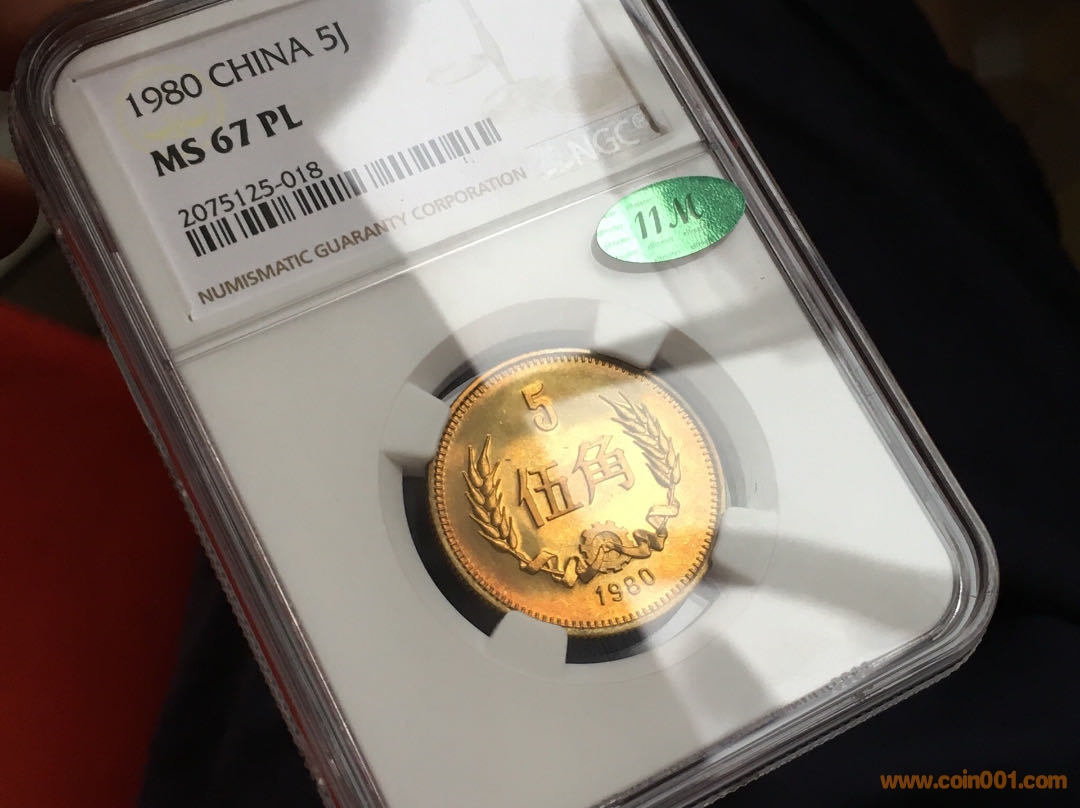 1980 CHINA 5J
MS 67 PL
2075125-018
NUMISMATIC GUARANTY CORPORATION
NGC®
11M
5
伍角
1980
www.coin001.com